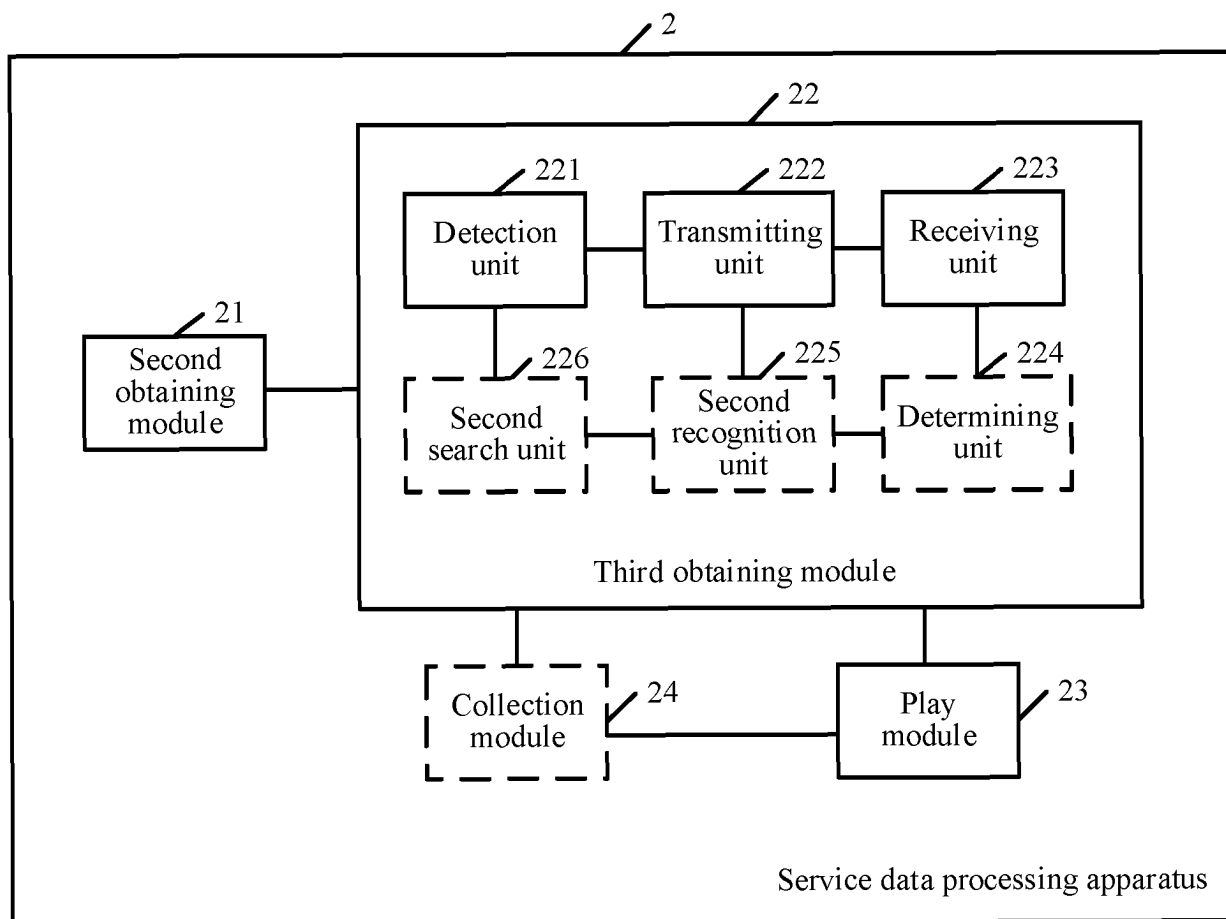 2
22
221
222
223
Detection
unit
Transmitting
unit
Receiving
unit
21
Second
obtaining
module
226
225
224
Second
search unit
Second
recognition
unit
Determining
unit
Third obtaining module
Collection
module
24
Play
module
23
Service data processing apparatus